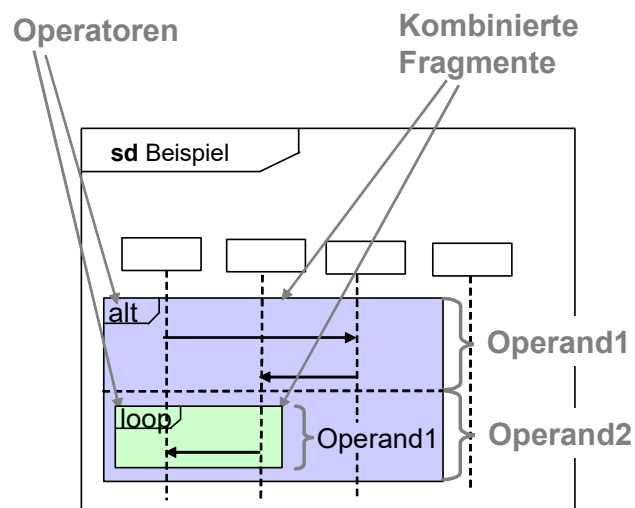 Operatoren
Kombinierte
Fragmente
sd Beispiel
alt
Operand1
loop
Operand1
Operand2